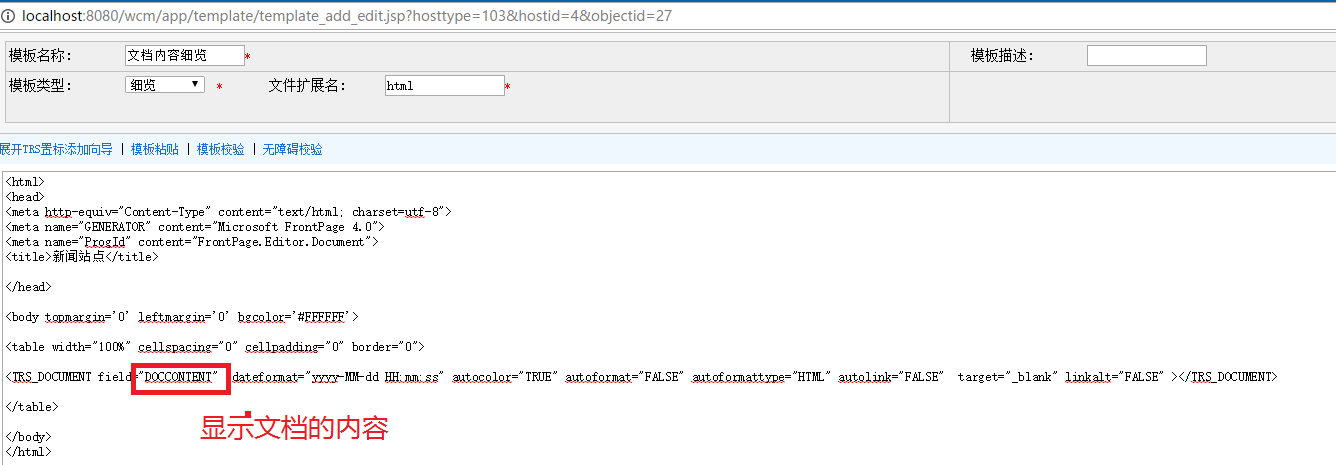 localhost:8080/wcm/app/template/template_add_edit.jsp?hosttype=103&hostid=4&objectid=27
模板名称： 文档内容细览* 模板描述：
模板类型： 细览 * 文件扩展名： html*
展开TRS置标添加向导 | 模板粘贴 | 模板校验 | 无障碍校验
<html>
<head>
<meta http-equiv="Content-Type" content="text/html; charset=utf-8">
<meta name="GENERATOR" content="Microsoft FrontPage 4.0">
<meta name="ProgId" content="FrontPage.Editor.Document">
<title>新闻站点</title>
</head>
<body topmargin='0' leftmargin='0' bgcolor='#FFFFFF'>
<table width="100%" cellspacing="0" cellpadding="0" border="0">
<TRS_DOCUMENT field="DOCCONTENT" dateformat="yyyy-MM-dd HH:mm:ss" autocolor="TRUE" autoformat="FALSE" autoformattype="HTML" autolink="FALSE" target="_blank" linkalt="FALSE" ></TRS_DOCUMENT>
</table>
显示文档的内容
</body>
</html>